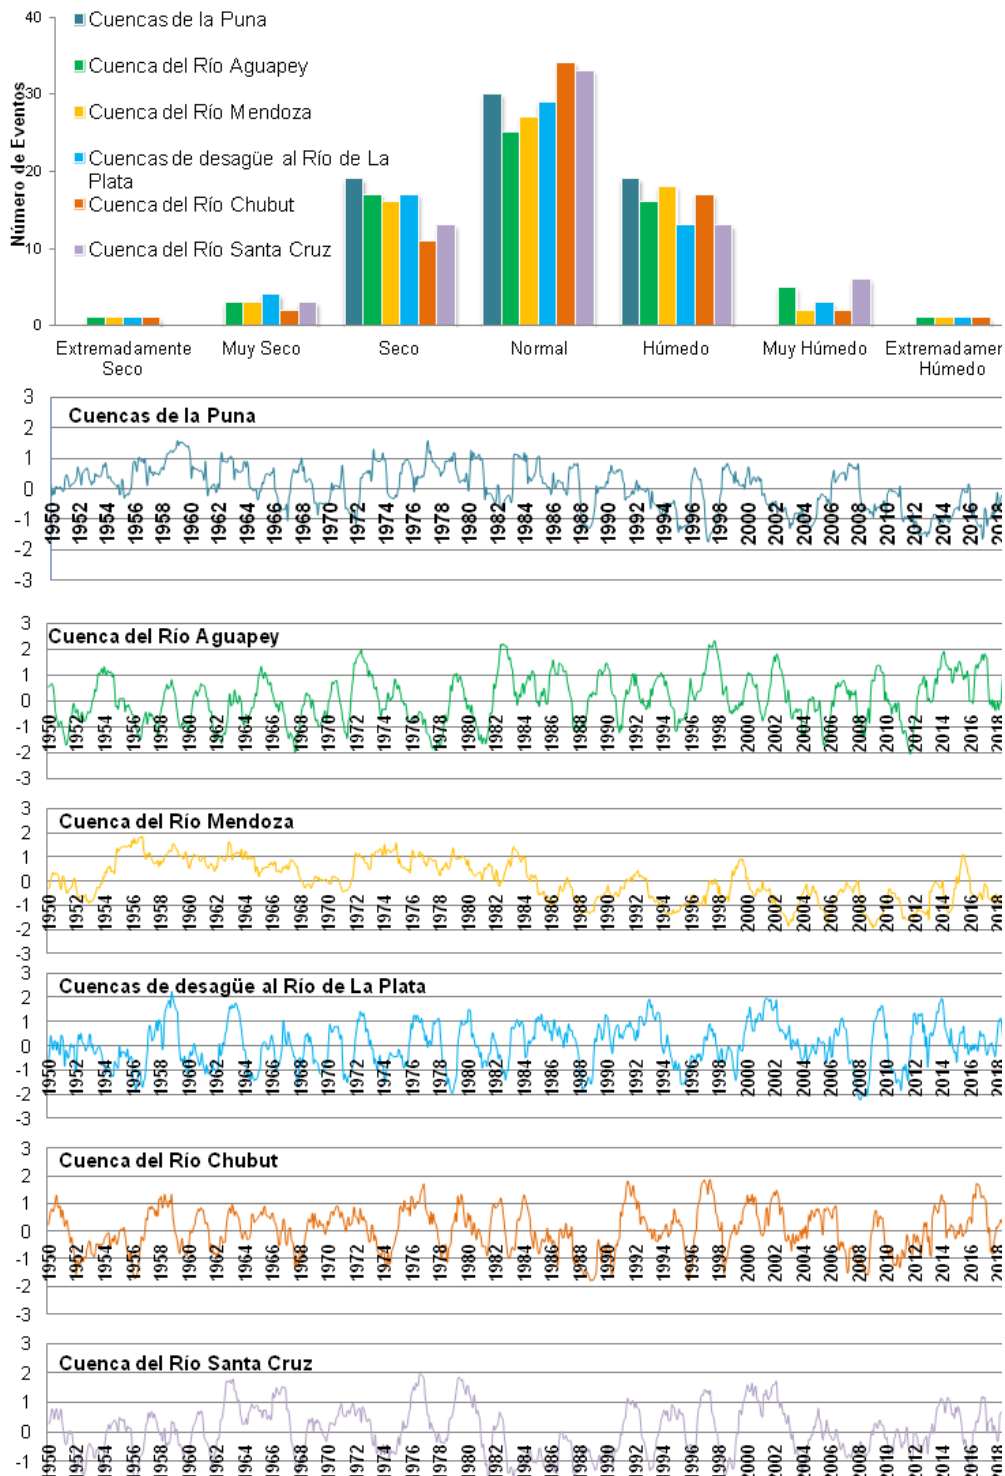 40
30
20
10
0
Número de Eventos
Cuencas de la Puna
Cuenca del Río Aguapey
Cuenca del Río Mendoza
Cuencas de desagüe al Río de La
Plata
Cuenca del Río Chubut
Cuenca del Río Santa Cruz
Extremadamente
Seco
Muy Seco
Seco
Normal
Húmedo
Muy Húmedo
Extremadamen
Húmedo
Cuencas de la Puna
3
2
1
0
-1
-2
-3
1950 1952 1954 1956 1958 1960 1962 1964 1966 1968 1970 1972 1974 1976 1978 1980 1982 1984 1986 1988 1990 1992 1994 1996 1998 2000 2002 2004 2006 2008 2010 2012 2014 2016 2018
Cuenca del Río Aguapey
3
2
1
0
-1
-2
-3
1950 1952 1954 1956 1958 1960 1962 1964 1966 1968 1970 1972 1974 1976 1978 1980 1982 1984 1986 1988 1990 1992 1994 1996 1998 2000 2002 2004 2006 2008 2010 2012 2014 2016 2018
Cuenca del Río Mendoza
3
2
1
0
-1
-2
-3
1950 1952 1954 1956 1958 1960 1962 1964 1966 1968 1970 1972 1974 1976 1978 1980 1982 1984 1986 1988 1990 1992 1994 1996 1998 2000 2002 2004 2006 2008 2010 2012 2014 2016 2018
Cuencas de desagüe al Río de La Plata
3
2
1
0
-1
-2
-3
1950 1952 1954 1956 1958 1960 1962 1964 1966 1968 1970 1972 1974 1976 1978 1980 1982 1984 1986 1988 1990 1992 1994 1996 1998 2000 2002 2004 2006 2008 2010 2012 2014 2016 2018
Cuenca del Río Chubut
3
2
1
0
-1
-2
-3
1950 1952 1954 1956 1958 1960 1962 1964 1966 1968 1970 1972 1974 1976 1978 1980 1982 1984 1986 1988 1990 1992 1994 1996 1998 2000 2002 2004 2006 2008 2010 2012 2014 2016 2018
Cuenca del Río Santa Cruz
3
2
1
0
-1
1950 1952 1954 1956 1958 1960 1962 1964 1966 1968 1970 1972 1974 1976 1978 1980 1982 1984 1986 1988 1990 1992 1994 1996 1998 2000 2002 2004 2006 2008 2010 2012 2014 2016 2018